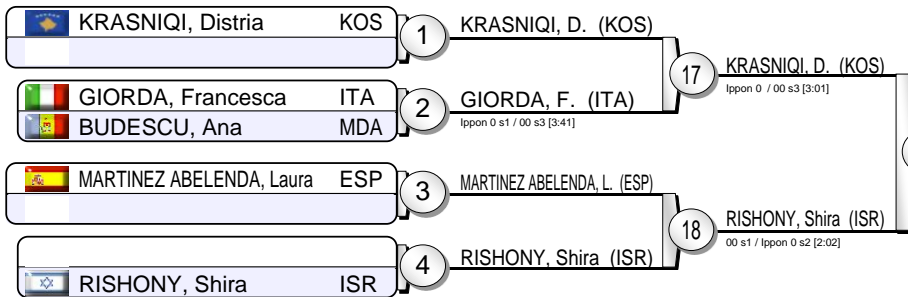 KRASNIQI, Distria KOS
1
KRASNIQI, D. (KOS)
17
KRASNIQI, D. (KOS)
Ippon 0 / 00 s3 [3:01]
GIORDA, Francesca ITA
BUDESCU, Ana MDA
2
GIORDA, F. (ITA)
Ippon 0 s1 / 00 s3 [3:41]
MARTINEZ ABELENDA, Laura ESP
3
MARTINEZ ABELENDA, L. (ESP)
18
RISHONY, Shira (ISR)
00 s1 / Ippon 0 s2 [2:02]
RISHONY, Shira ISR
4
RISHONY, Shira (ISR)